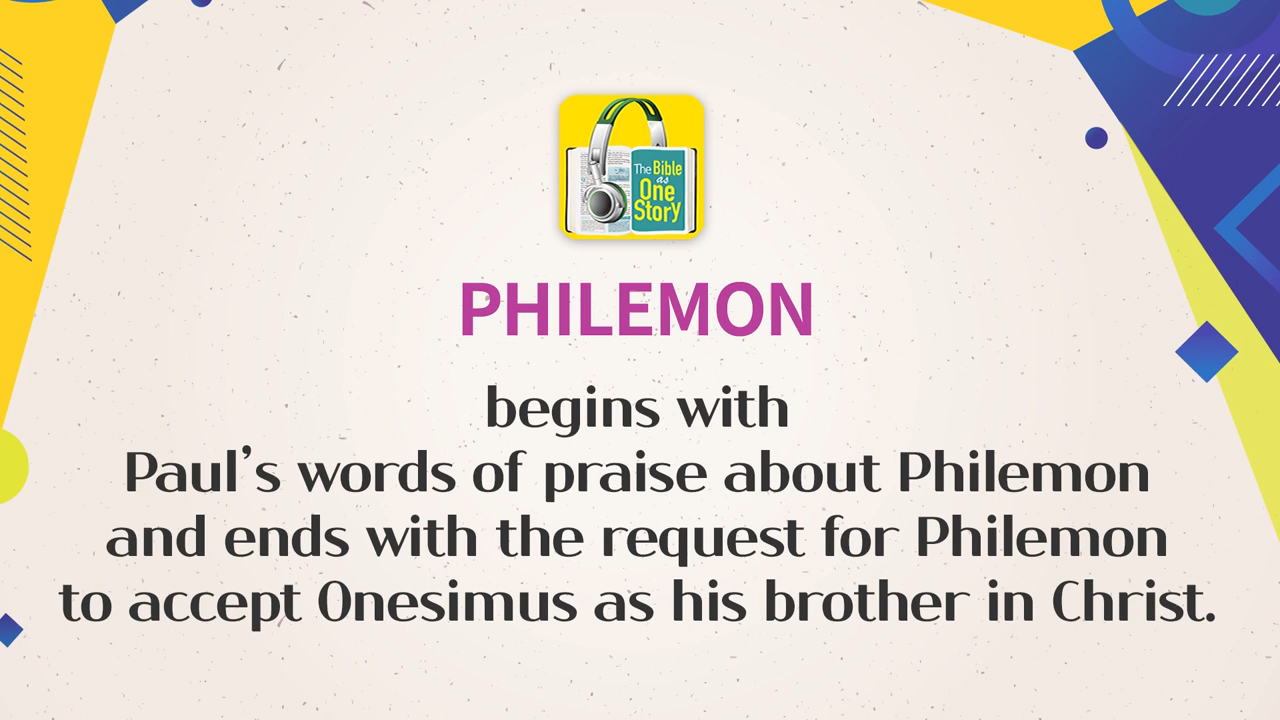 The Bible
as
One
Story
PHILEMON
begins with
Paul's words of praise about Philemon
and ends with the request for Philemon
to accept Onesimus as his brother in Christ.